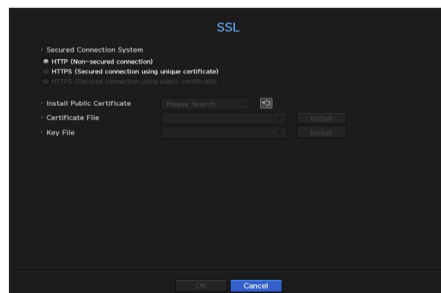 SSL
Secured Connection System
HTTP (Non-secured connection)
HTTPS (Secured connection using unique certificate)
HTTPS (Secured connection using public certificate)
Install Public Certificate Please Search
Certificate File Install
Key File Install
OK Cancel